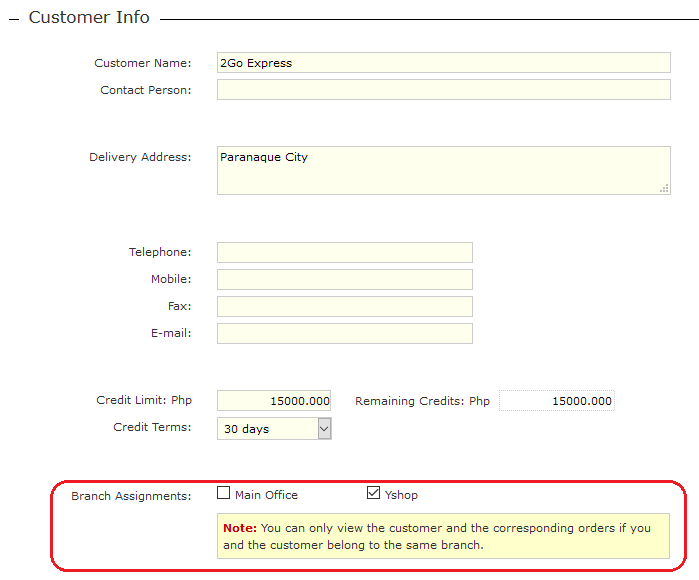 Customer Info
Customer Name: 2Go Express
Contact Person:
Delivery Address: Paranaque City
Telephone:
Mobile:
Fax:
E-mail:
Credit Limit: Php 15000.000 Remaining Credits: Php 15000.000
Credit Terms: 30 days
Branch Assignments: Main Office Yshop
Note: You can only view the customer and the corresponding orders if you
and the customer belong to the same branch.